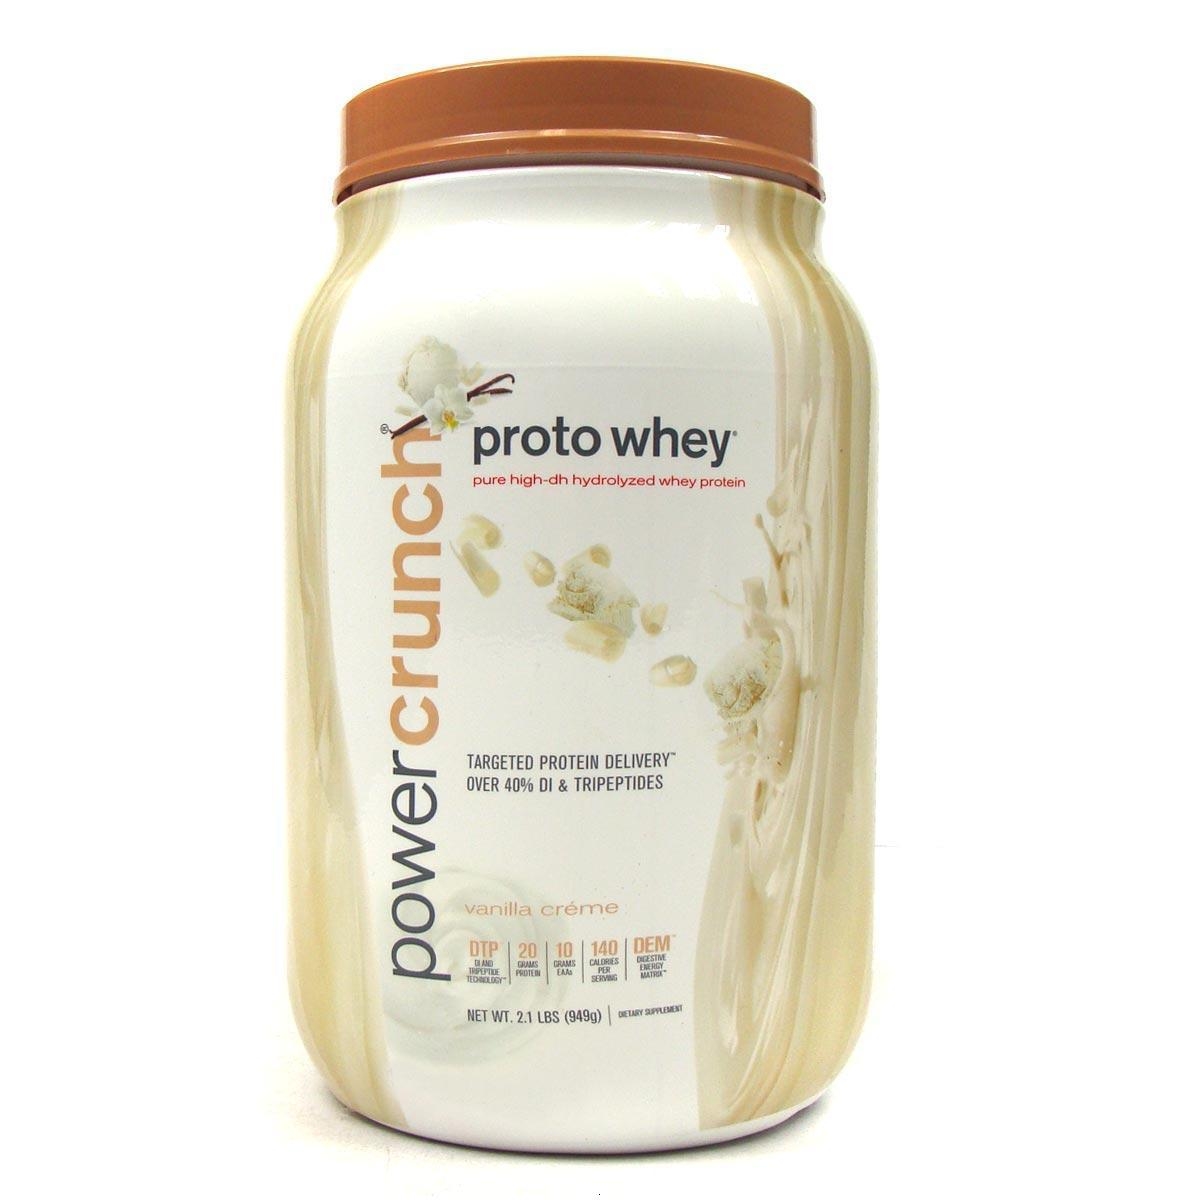 powercrunch®
proto whey®
pure high-dh hydrolyzed whey protein
TARGETED PROTEIN DELIVERY™
OVER 40% DI & TRIPEPTIDES
vanilla créme
DTP
DI AND
TRIPEPTIDE
TECHNOLOGY™
20
GRAMS
PROTEIN
10
GRAMS
EAAs
140
CALORIES
PER
SERVING
DEM™
DIGESTIVE
ENERGY
MATRIX™
NET WT. 2.1 LBS (949g)
DIETARY SUPPLEMENT